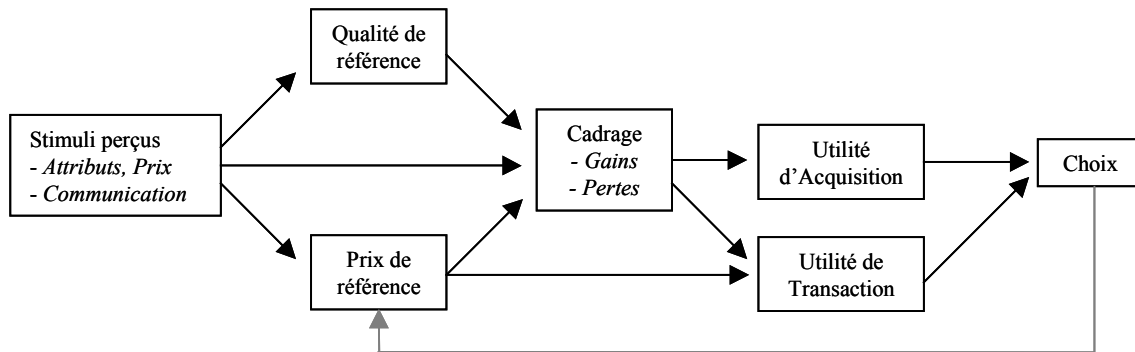 Qualité de
référence
Stimuli perçus
- Attributs, Prix
- Communication
Cadrage
- Gains
- Pertes
Utilité
d’Acquisition
Choix
Prix de
référence
Utilité de
Transaction